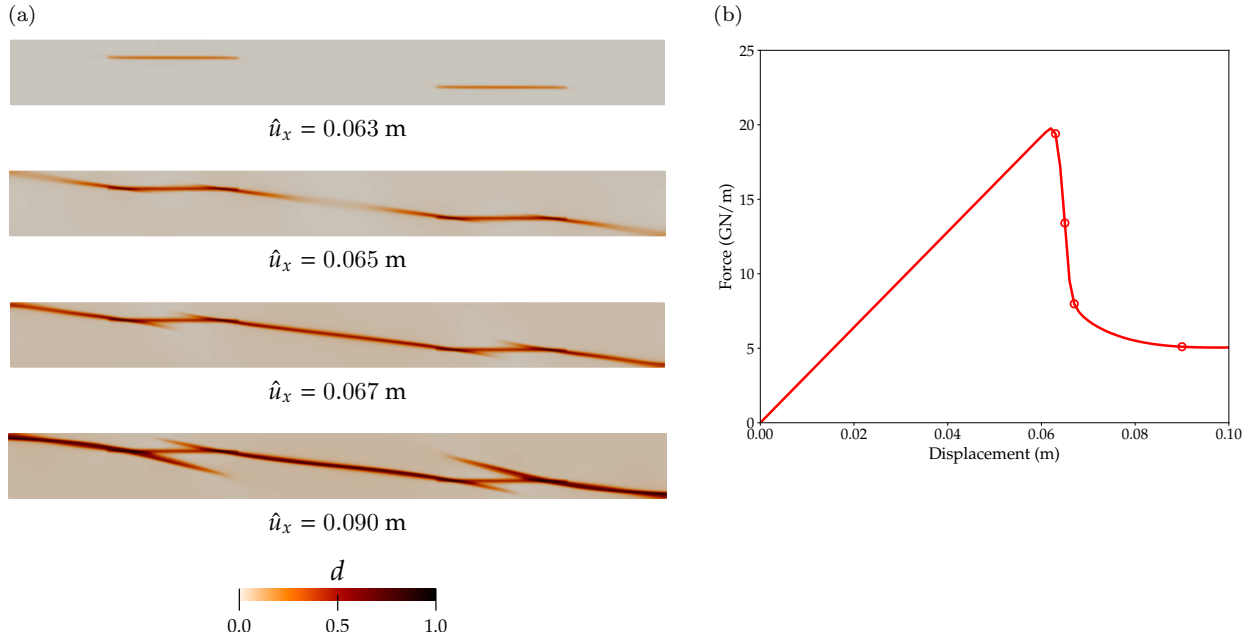 (a)
û_x = 0.063 m
û_x = 0.065 m
û_x = 0.067 m
û_x = 0.090 m
d
0.0 0.5 1.0
(b)
25
20
15
10
5
0
Force (GN/m)
0.00 0.02 0.04 0.06 0.08 0.10
Displacement (m)